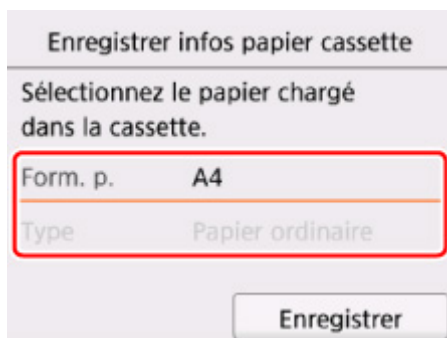 Enregistrer infos papier cassette
Sélectionnez le papier chargé
dans la cassette.
Form. p. A4
Type Papier ordinaire
Enregistrer